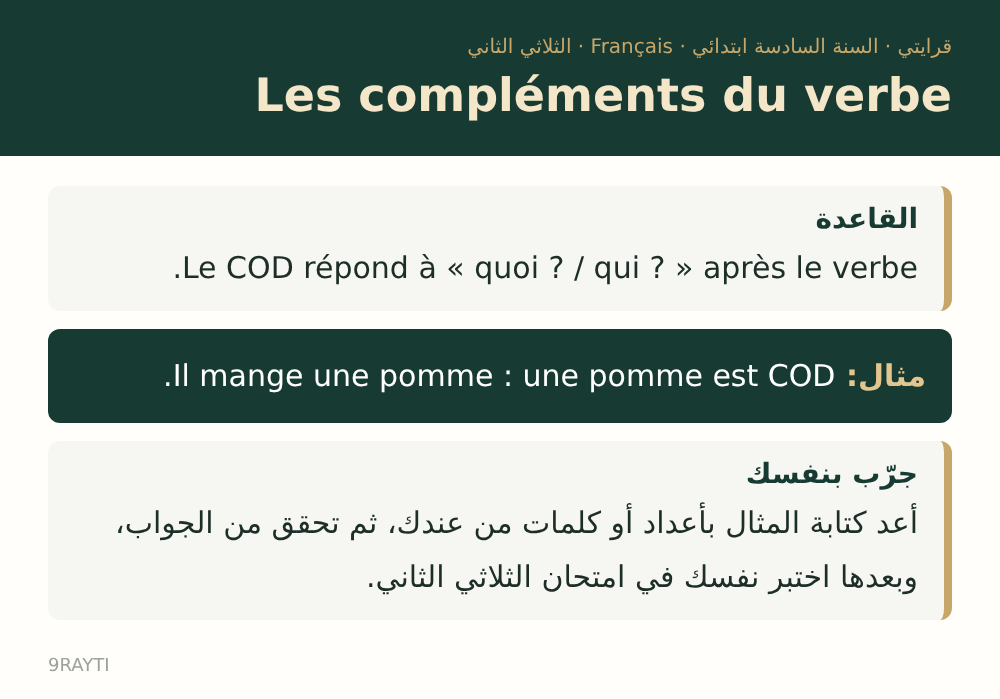 قرايتي · السنة السادسة ابتدائي · Français · الثلاثي الثاني
Les compléments du verbe
القاعدة
Le COD répond à « quoi ? / qui ? » après le verbe.
مثال: Il mange une pomme : une pomme est COD.
جرّب بنفسك
أعد كتابة المثال بأعداد أو كلمات من عندك، ثم تحقق من الجواب،
وبعدها اختبر نفسك في امتحان الثلاثي الثاني.
9RAYTI